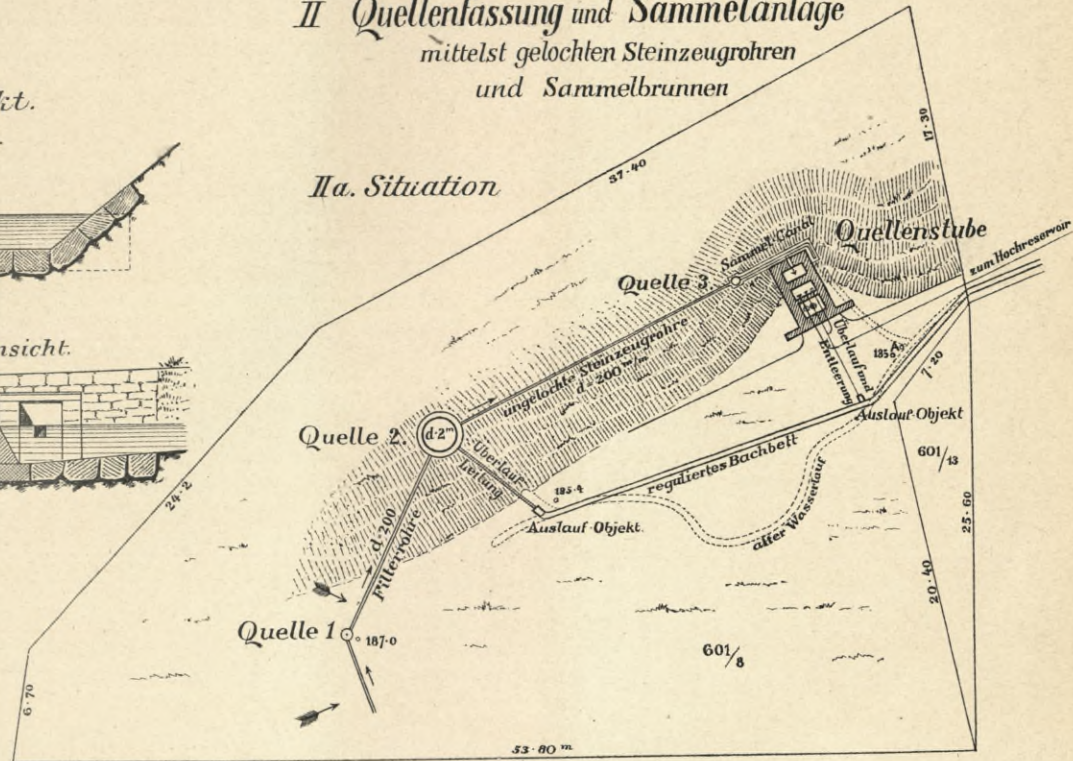 II Quellenfassung und Sammelanlage
mittelst gelochten Steinzeugrohren
und Sammelbrunnen
kt.
IIa. Situation
37·40
17·30
Quellenstube
Sammel-Canal
zum Hochreservoir
Quelle 3.
ungelochte Steinzeugrohre
d·200 m/m
Überlauf und
Entleerung
7·20
nsicht.
Auslauf-Objekt
Quelle 2.
d·2m
Überlauf
Leitung
reguliertes Bachbett
601/13
24·2
185·4
Auslauf-Objekt.
alter Wasserlauf
25·60
d·200
Filterrohre
20·40
Quelle 1
187·0
601/8
6·70
53·80 m